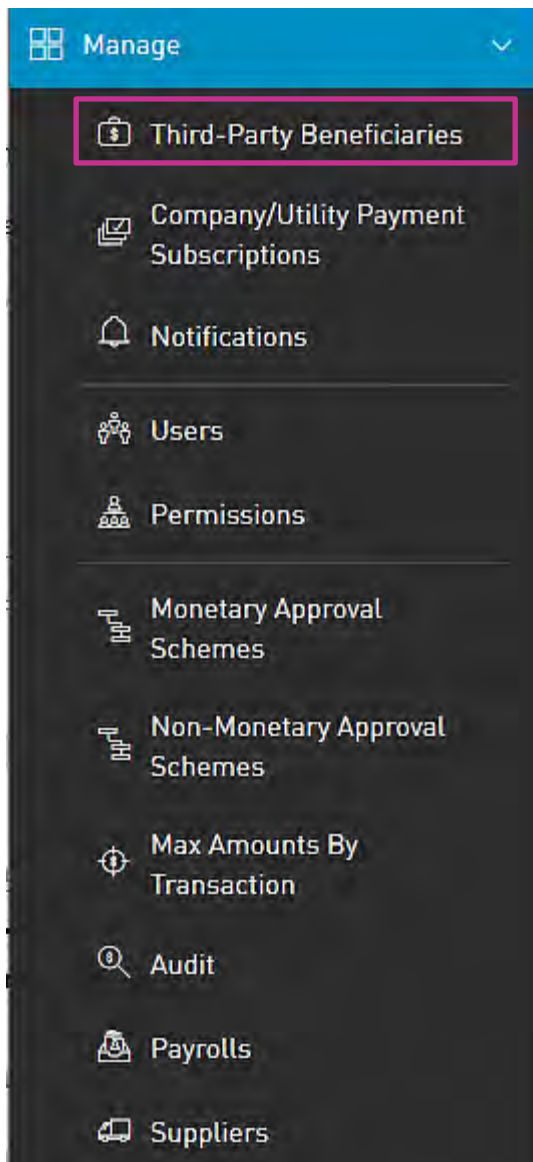 Manage
Third-Party Beneficiaries
Company/Utility Payment
Subscriptions
Notifications
Users
Permissions
Monetary Approval
Schemes
Non-Monetary Approval
Schemes
Max Amounts By
Transaction
Audit
Payrolls
Suppliers